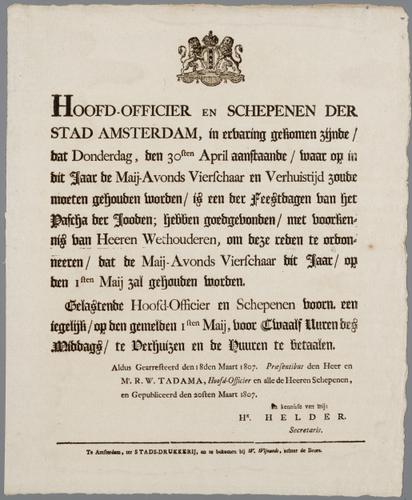 HOOFD-OFFICIER EN SCHEPENEN DER
STAD AMSTERDAM, in ervaring gekomen zijnde /
dat Donderdag, den 30sten April aanstaande / waar op in
dit Jaar de Maij-Avonds Vierschaar en Verhuistijd zoude
moeten gehouden worden / is een der Feestdagen van het
Pascha der Jooden; hebben goedgevonden / met voorken-
nis van Heeren Wethouderen, om deze reden te ordon-
neeren / dat de Maij-Avonds Vierschaar dit Jaar / op
den 1sten Maij zal gehouden worden.
Gelastende Hoofd-Officier en Schepenen voorn. een
iegelijk / op den gemelden 1sten Maij, voor Twaalf Uuren des
Middags / te Verhuizen en de Huuren te betaalen.
Aldus Gearresteerd den 18den Maart 1807. Præsentibus den Heer en
Mr. R. W. TADAMA, Hoofd-Officier en alle de Heeren Schepenen,
en Gepubliceerd den 20sten Maart 1807.
In kennisse van mij:
Hs. HELDER.
Secretaris.
Te Amsterdam, ter STADS-DRUKKERIJ, en te bekomen bij W. Wijnands, achter de Beurs.